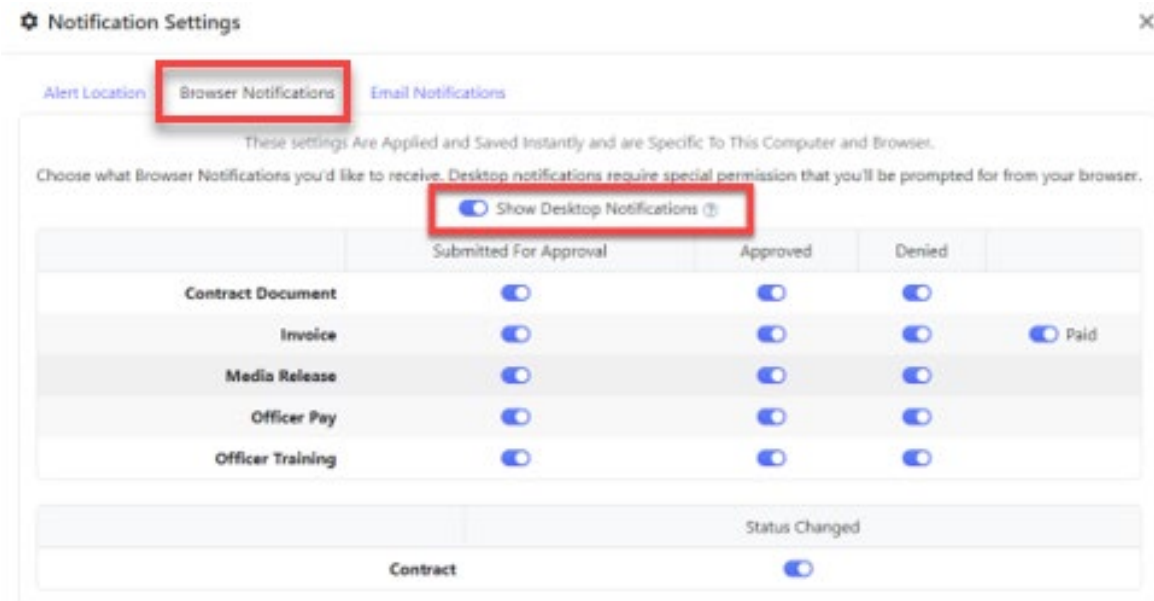 Notification Settings
Alert Location Browser Notifications Email Notifications
These settings Are Applied and Saved Instantly and are Specific To This Computer and Browser.
Choose what Browser Notifications you'd like to receive. Desktop notifications require special permission that you'll be prompted for from your browser.
Show Desktop Notifications ?
Submitted For Approval Approved Denied
Contract Document
Invoice Paid
Media Release
Officer Pay
Officer Training
Status Changed
Contract